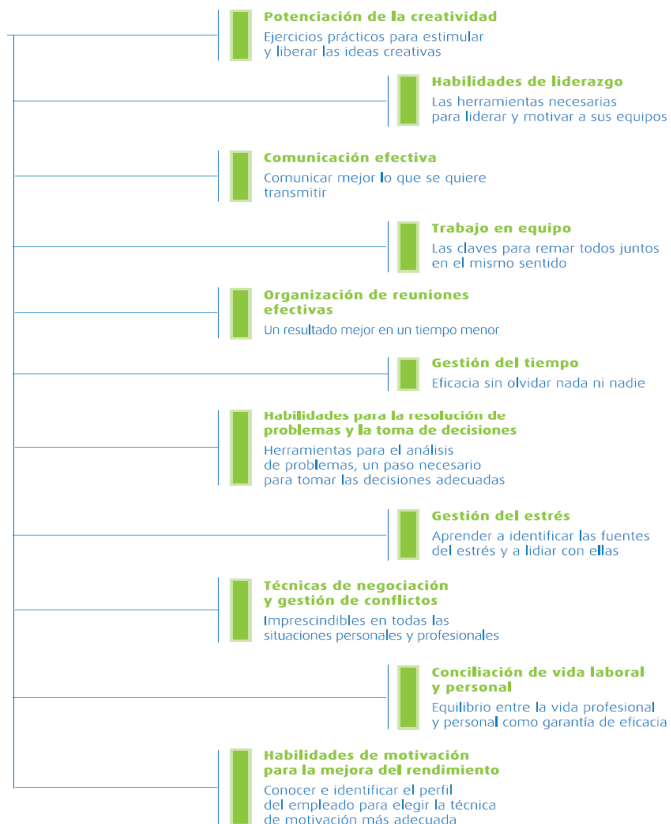 Potenciación de la creatividad
Ejercicios prácticos para estimular
y liberar las ideas creativas
Habilidades de liderazgo
Las herramientas necesarias
para liderar y motivar a sus equipos
Comunicación efectiva
Comunicar mejor lo que se quiere
transmitir
Trabajo en equipo
Las claves para remar todos juntos
en el mismo sentido
Organización de reuniones
efectivas
Un resultado mejor en un tiempo menor
Gestión del tiempo
Eficacia sin olvidar nada ni nadie
Habilidades para la resolución de
problemas y la toma de decisiones
Herramientas para el análisis
de problemas, un paso necesario
para tomar las decisiones adecuadas
Gestión del estrés
Aprender a identificar las fuentes
del estrés y a lidiar con ellas
Técnicas de negociación
y gestión de conflictos
Imprescindibles en todas las
situaciones personales y profesionales
Conciliación de vida laboral
y personal
Equilibrio entre la vida profesional
y personal como garantía de eficacia
Habilidades de motivación
para la mejora del rendimiento
Conocer e identificar el perfil
del empleado para elegir la técnica
de motivación más adecuada